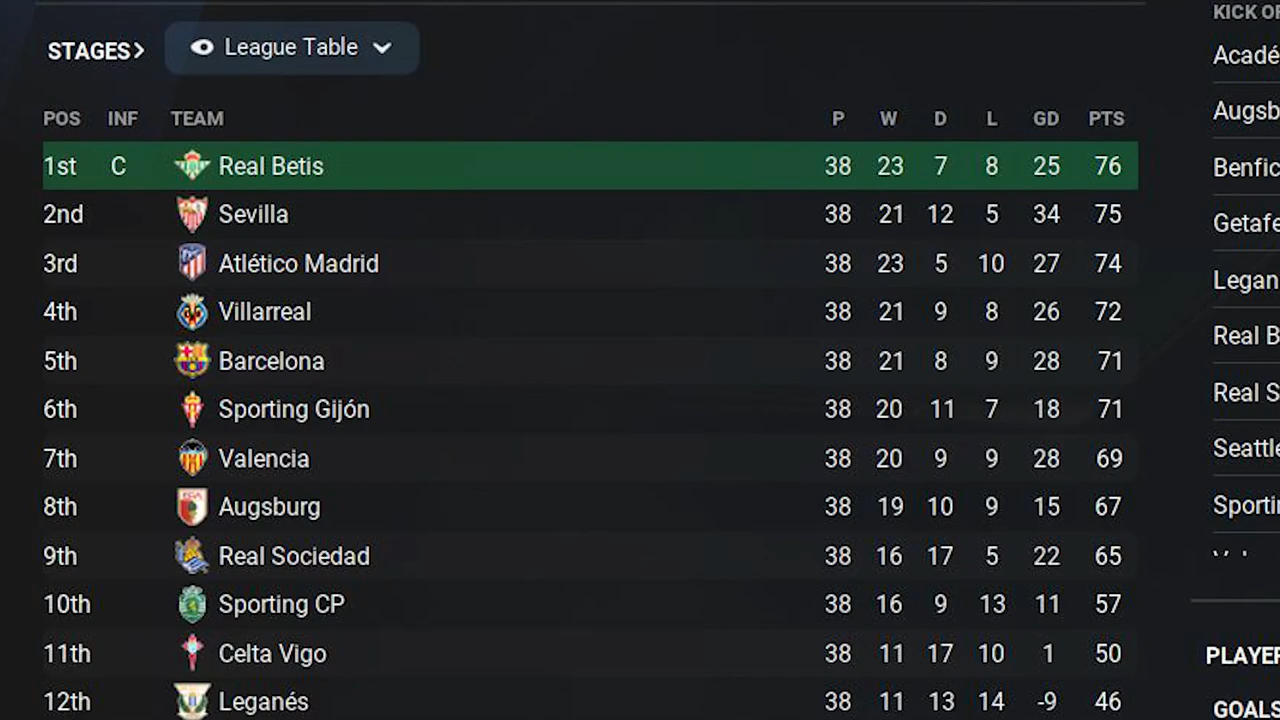 STAGES> League Table
POS INF TEAM P W D L GD PTS
1st C Real Betis 38 23 7 8 25 76
2nd Sevilla 38 21 12 5 34 75
3rd Atlético Madrid 38 23 5 10 27 74
4th Villarreal 38 21 9 8 26 72
5th Barcelona 38 21 8 9 28 71
6th Sporting Gijón 38 20 11 7 18 71
7th Valencia 38 20 9 9 28 69
8th Augsburg 38 19 10 9 15 67
9th Real Sociedad 38 16 17 5 22 65
10th Sporting CP 38 16 9 13 11 57
11th Celta Vigo 38 11 17 10 1 50
12th Leganés 38 11 13 14 -9 46
KICK OF
Acadé
Augsb
Benfic
Getafe
Legan
Real B
Real S
Seattle
Sporti
PLAYER
GOALS